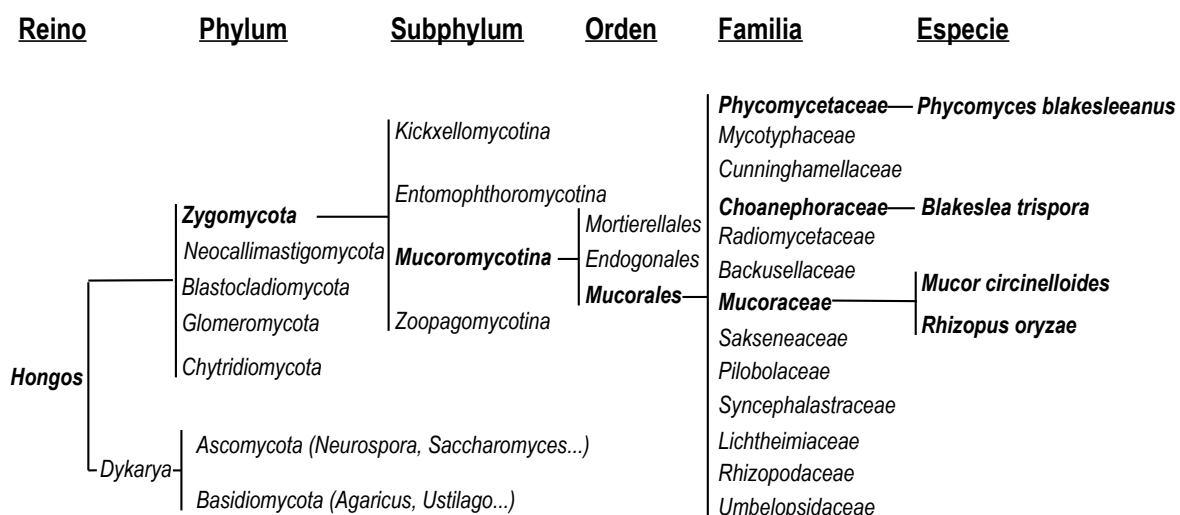 Reino Phylum Subphylum Orden Familia Especie
Phycomycetaceae Phycomyces blakesleeanus
Kickxellomycotina Mycotyphaceae
Cunninghamellaceae
Entomophthoromycotina
Zygomycota Choanephoraceae Blakeslea trispora
Mortierellales Radiomycetaceae
Neocallimastigomycota Mucoromycotina Endogonales Backusellaceae
Mucor circinelloides
Blastocladiomycota Mucorales Mucoraceae
Glomeromycota Zoopagomycotina Rhizopus oryzae
Sakseneaceae
Chytridiomycota Pilobolaceae
Hongos
Syncephalastraceae
Ascomycota (Neurospora, Saccharomyces...) Lichtheimiaceae
Dykarya Rhizopodaceae
Basidiomycota (Agaricus, Ustilago...) Umbelopsidaceae